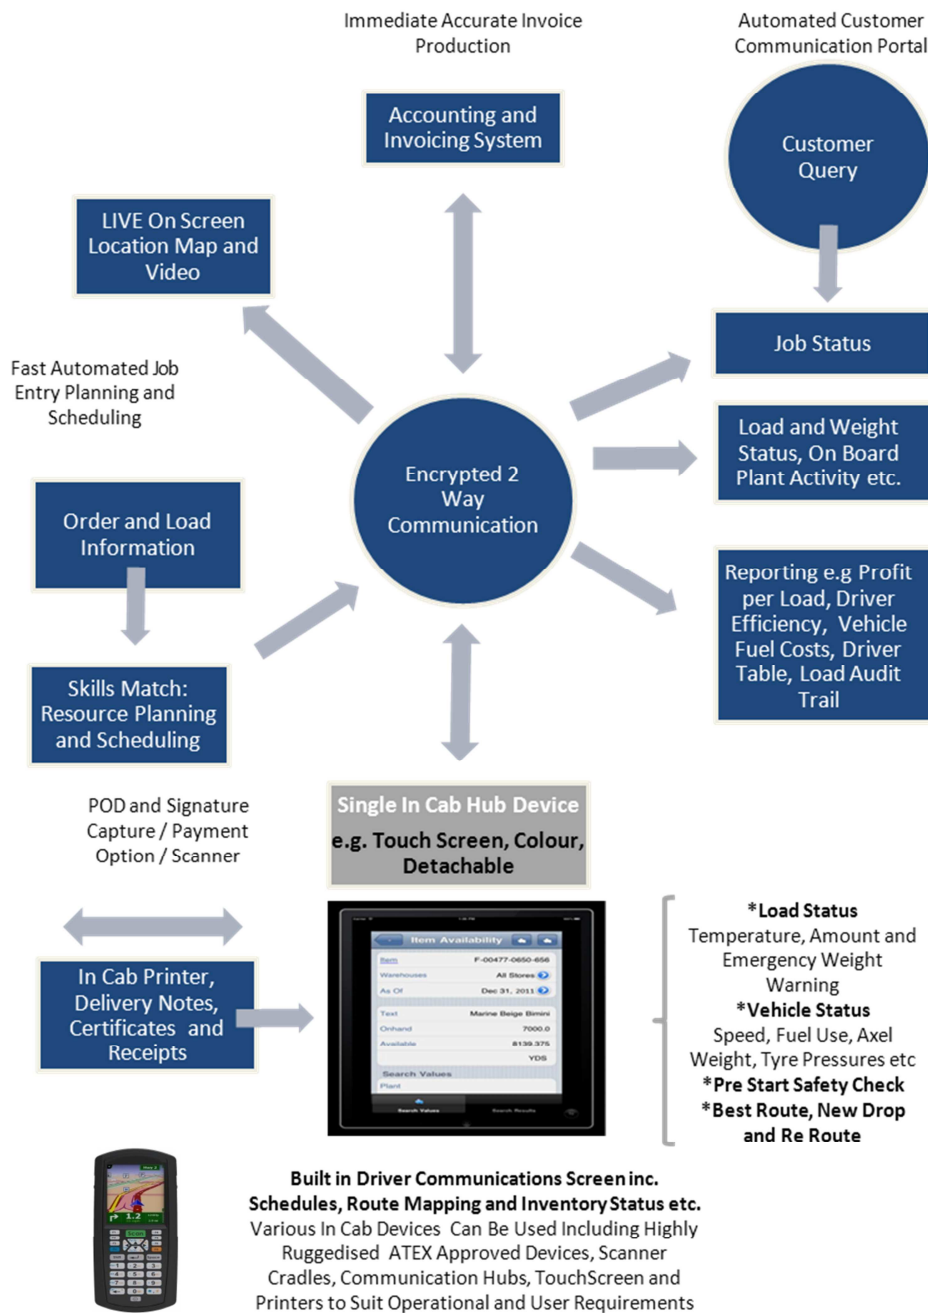 Immediate Accurate Invoice
Production
Automated Customer
Communication Portal
Accounting and
Invoicing System
Customer
Query
LIVE On Screen
Location Map and
Video
Job Status
Fast Automated Job
Entry Planning and
Scheduling
Load and Weight
Status, On Board
Plant Activity etc.
Encrypted 2
Way
Communication
Order and Load
Information
Reporting e.g Profit
per Load, Driver
Efficiency, Vehicle
Fuel Costs, Driver
Table, Load Audit
Trail
Skills Match:
Resource Planning
and Scheduling
POD and Signature
Capture / Payment
Option / Scanner
Single In Cab Hub Device
e.g. Touch Screen, Colour,
Detachable
In Cab Printer,
Delivery Notes,
Certificates and
Receipts
Item Availability
Item F-00477-0650-656
Warehouses All Stores
As Of Dec 31, 2011
Text Marine Beige Bimini
Onhand 7000.0
Available 8139.375
YDS
Search Values
Plant
Search Values Search Results
*Load Status
Temperature, Amount and
Emergency Weight
Warning
*Vehicle Status
Speed, Fuel Use, Axel
Weight, Tyre Pressures etc
*Pre Start Safety Check
*Best Route, New Drop
and Re Route
1.2
Scan
Built in Driver Communications Screen inc.
Schedules, Route Mapping and Inventory Status etc.
Various In Cab Devices Can Be Used Including Highly
Ruggedised ATEX Approved Devices, Scanner
Cradles, Communication Hubs, TouchScreen and
Printers to Suit Operational and User Requirements